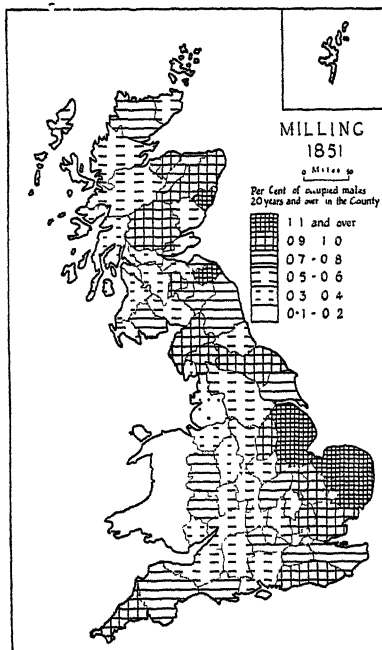 MILLING
1851
0 Miles 50
Per Cent of occupied males
20 years and over in the County
1 1 and over
0 9 1 0
0 7 - 0 8
0 5 - 0 6
0 3 0 4
0·1 - 0 2